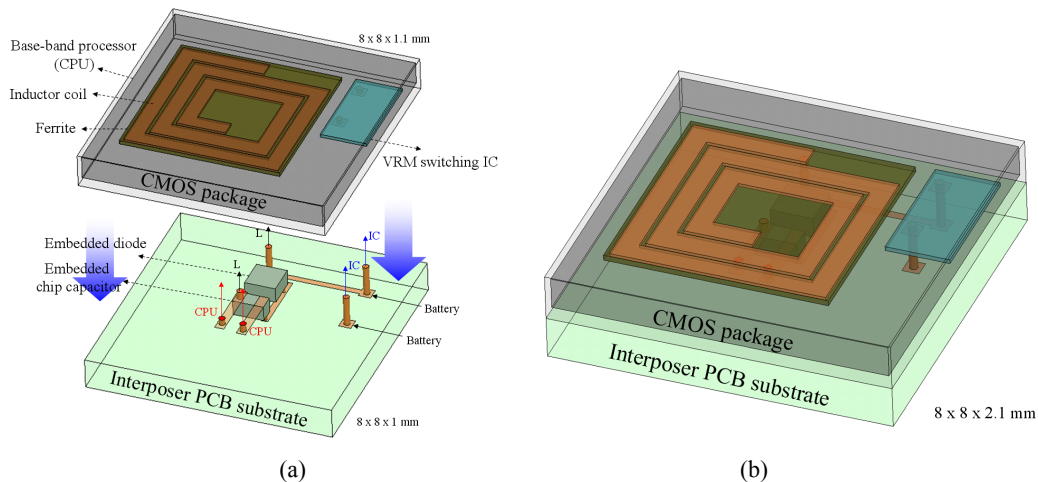 8 x 8 x 1.1 mm
Base-band processor
(CPU)
Inductor coil
Ferrite
VRM switching IC
CMOS package
Embedded diode
Embedded
chip capacitor
L
L
IC
IC
CPU
CPU
Battery
Battery
Interposer PCB substrate
8 x 8 x 1 mm
(a)
CMOS package
Interposer PCB substrate
8 x 8 x 2.1 mm
(b)